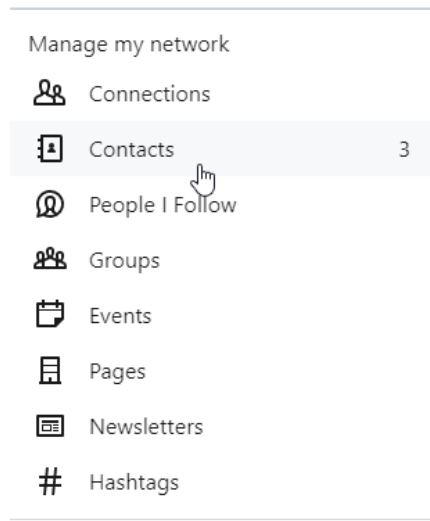 Manage my network
Connections
Contacts 3
People I Follow
Groups
Events
Pages
Newsletters
# Hashtags